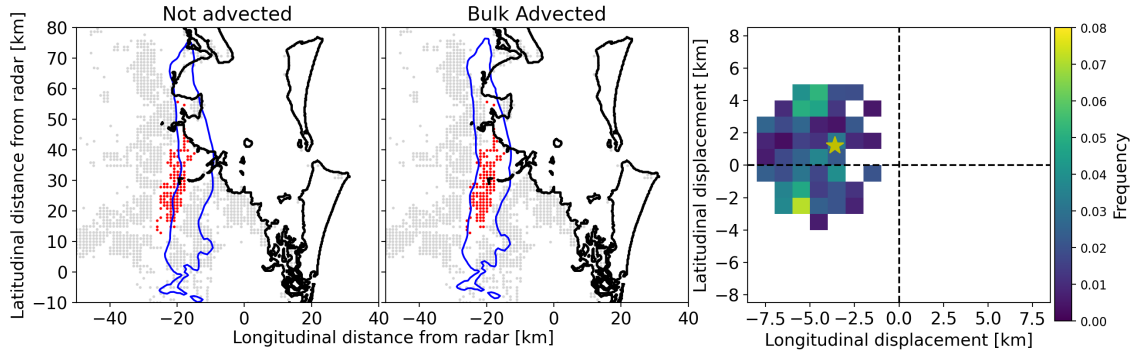 Not advected
Bulk Advected
Latitudinal distance from radar [km]
80
70
60
50
40
30
20
10
0
−10
−40 −20 0 20 40
−40 −20 0 20 40
Longitudinal distance from radar [km]
Latitudinal displacement [km]
8
6
4
2
0
−2
−4
−6
−8
−7.5 −5.0 −2.5 0.0 2.5 5.0 7.5
Longitudinal displacement [km]
0.08
0.07
0.06
0.05
0.04
0.03
0.02
0.01
0.00
Frequency